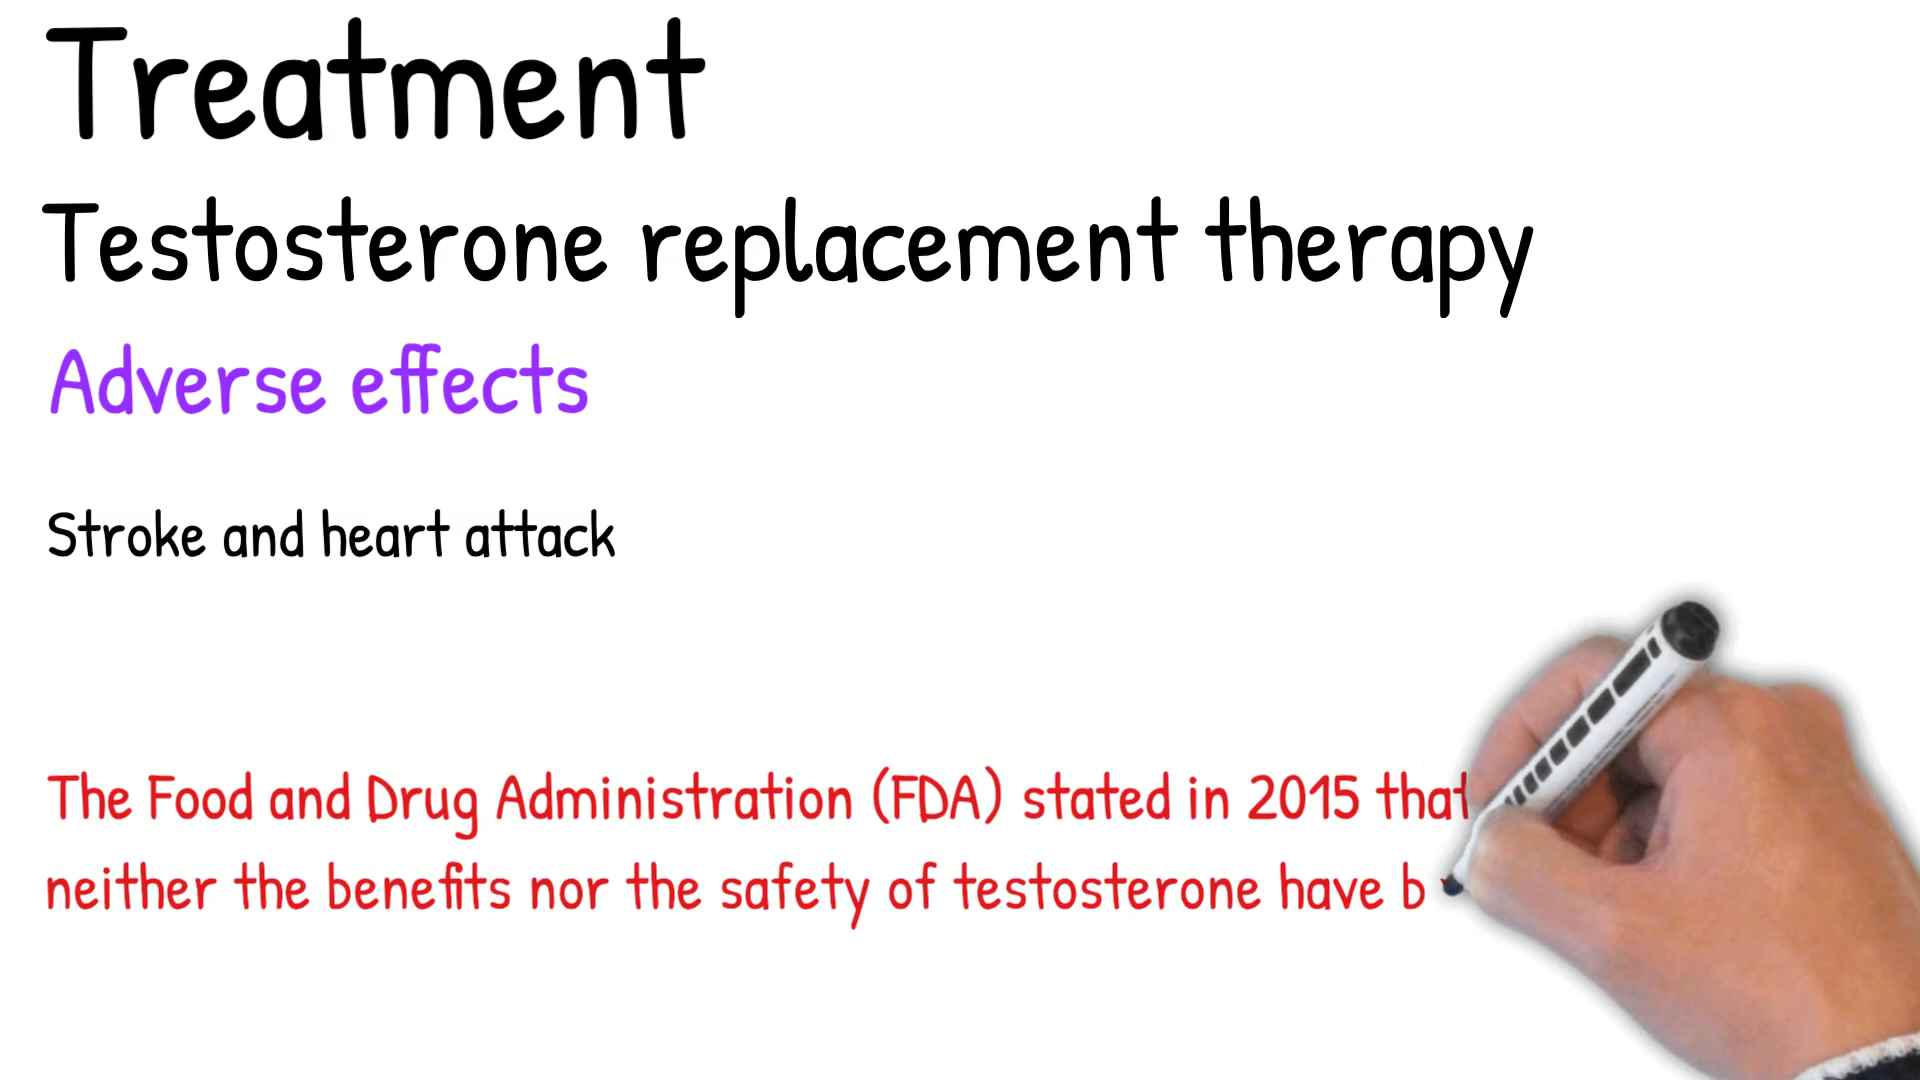 Treatment
Testosterone replacement therapy
Adverse effects
Stroke and heart attack
The Food and Drug Administration (FDA) stated in 2015 that
neither the benefits nor the safety of testosterone have b